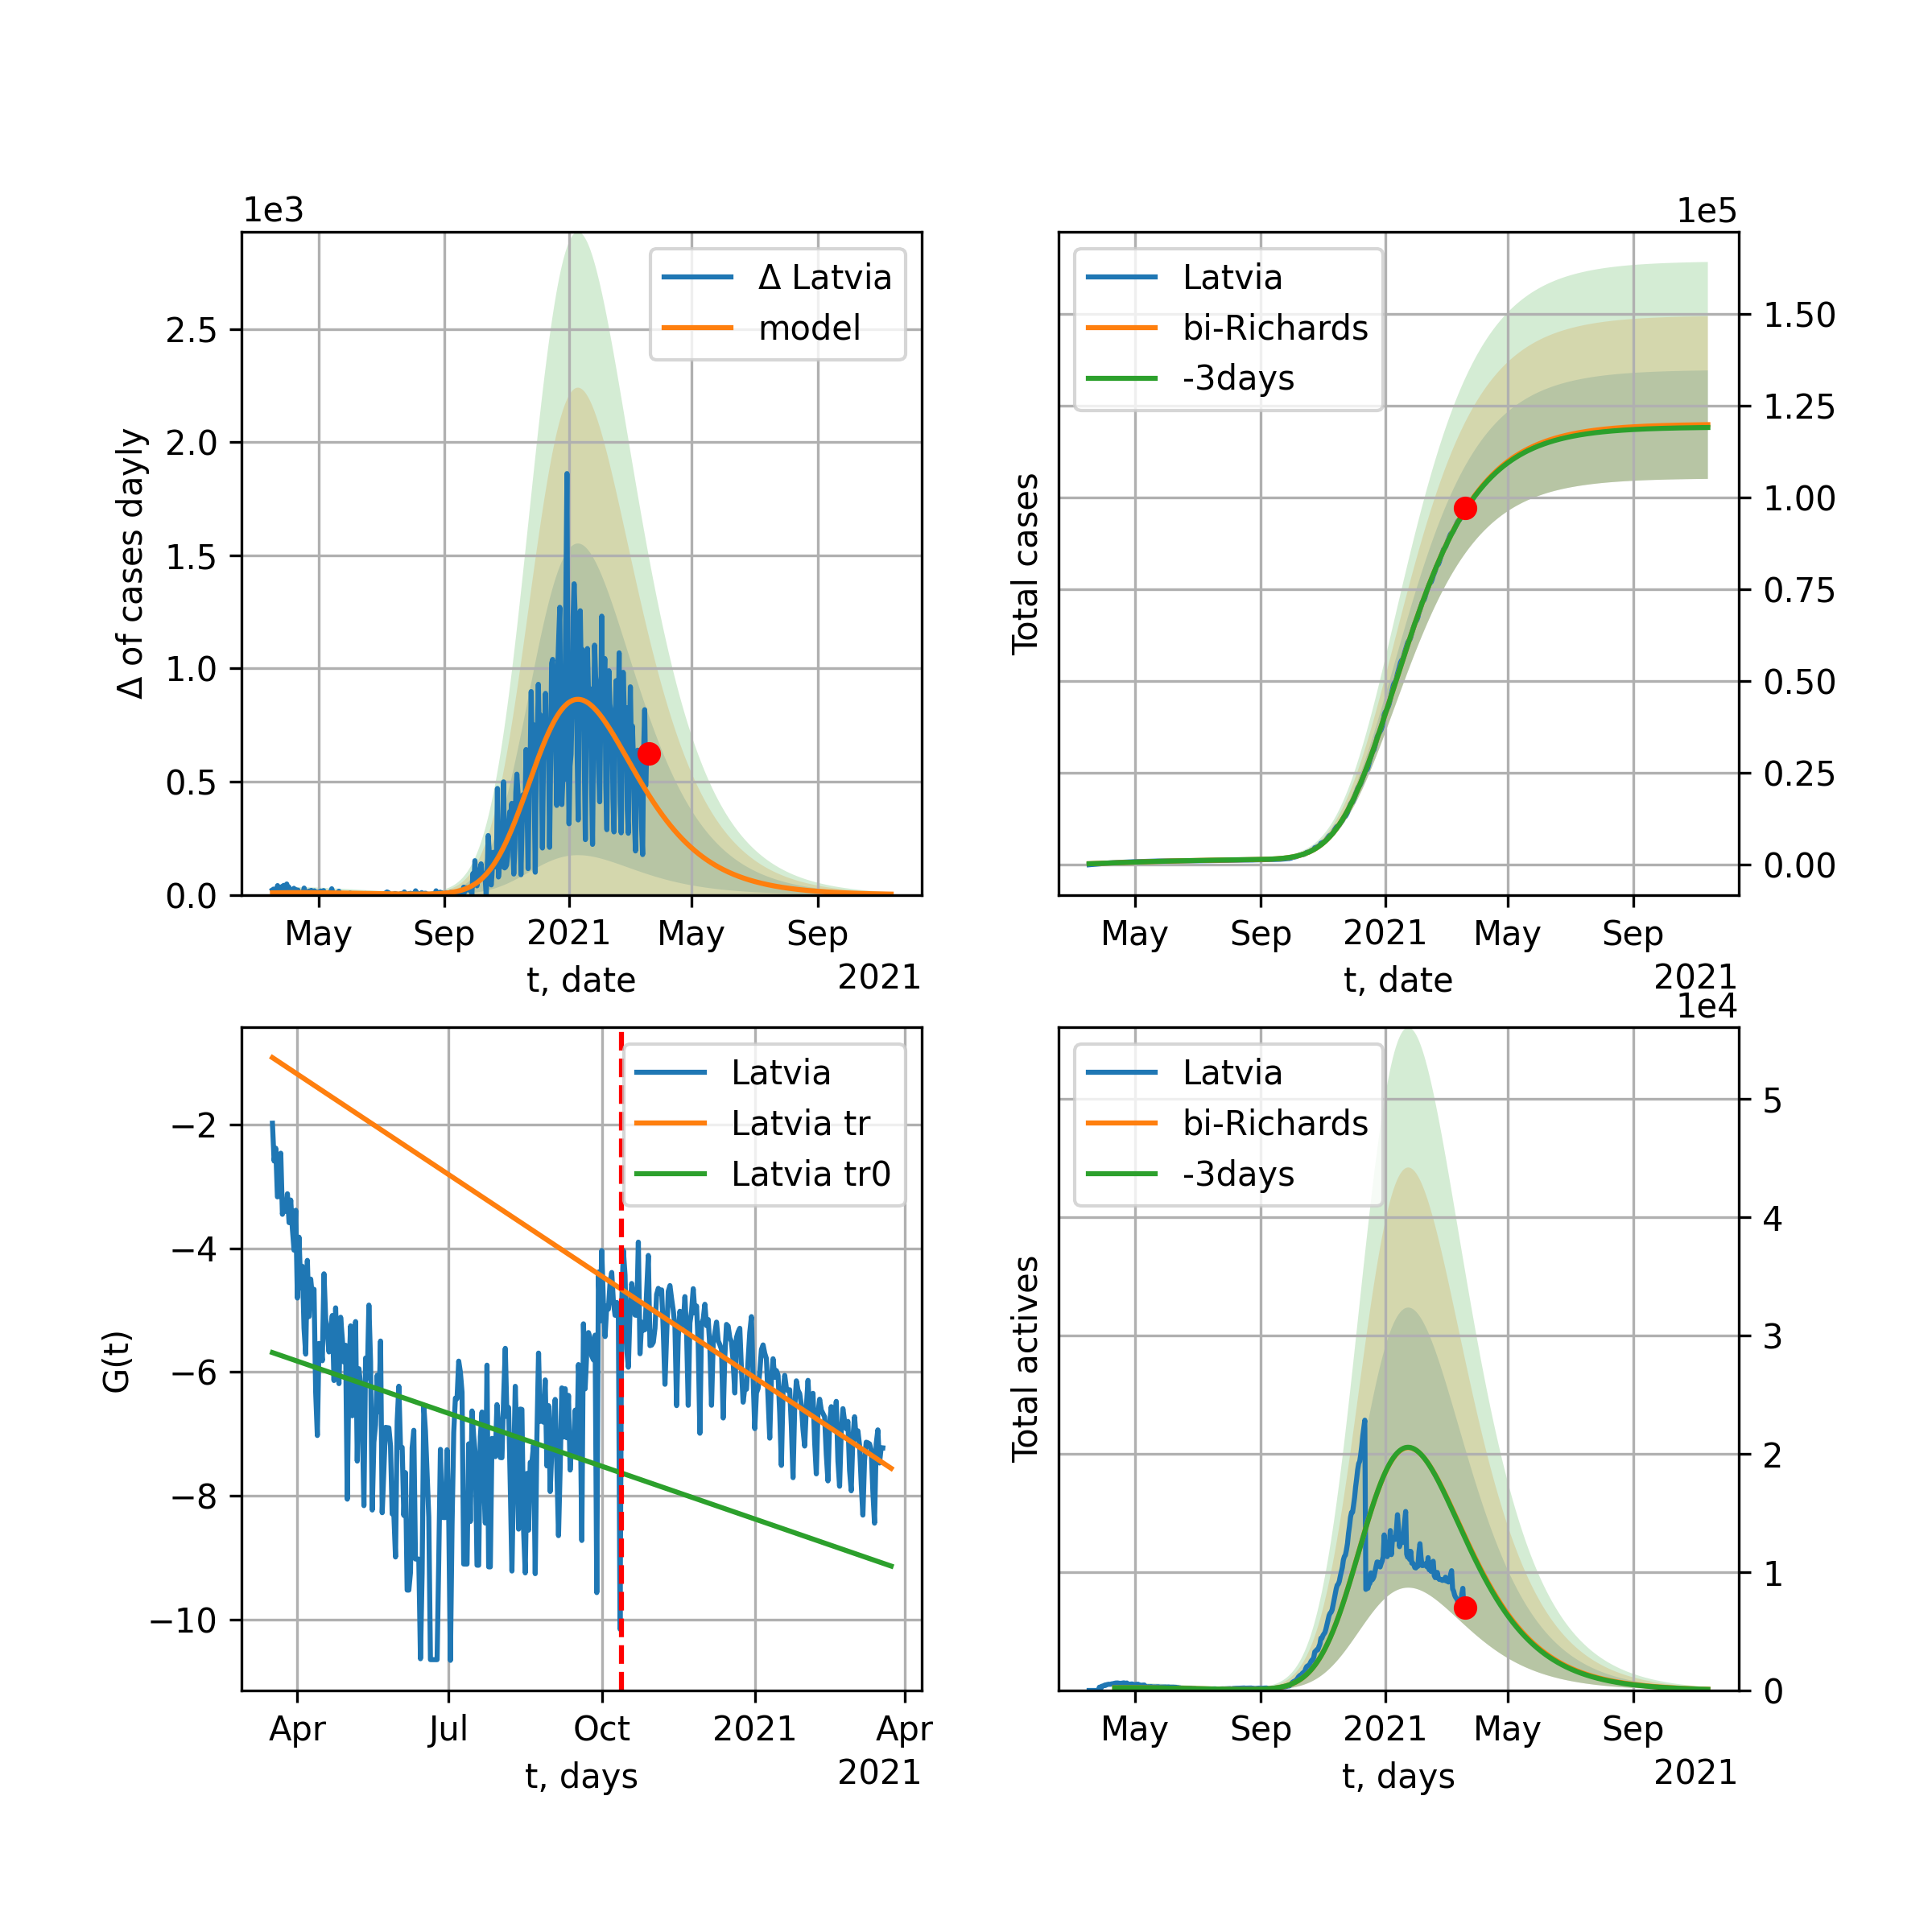 1e3
Δ Latvia
model
2.5
2.0
1.5
1.0
0.5
0.0
Δ of cases dayly
May Sep 2021 May Sep
t, date
2021
1e5
Latvia
bi-Richards
-3days
1.50
1.25
1.00
0.75
0.50
0.25
0.00
Total cases
May Sep 2021 May Sep
t, date
2021
Latvia
Latvia tr
Latvia tr0
−2
−4
−6
−8
−10
G(t)
Apr Jul Oct 2021 Apr
t, days
2021
1e4
Latvia
bi-Richards
-3days
5
4
3
2
1
0
Total actives
May Sep 2021 May Sep
t, days
2021